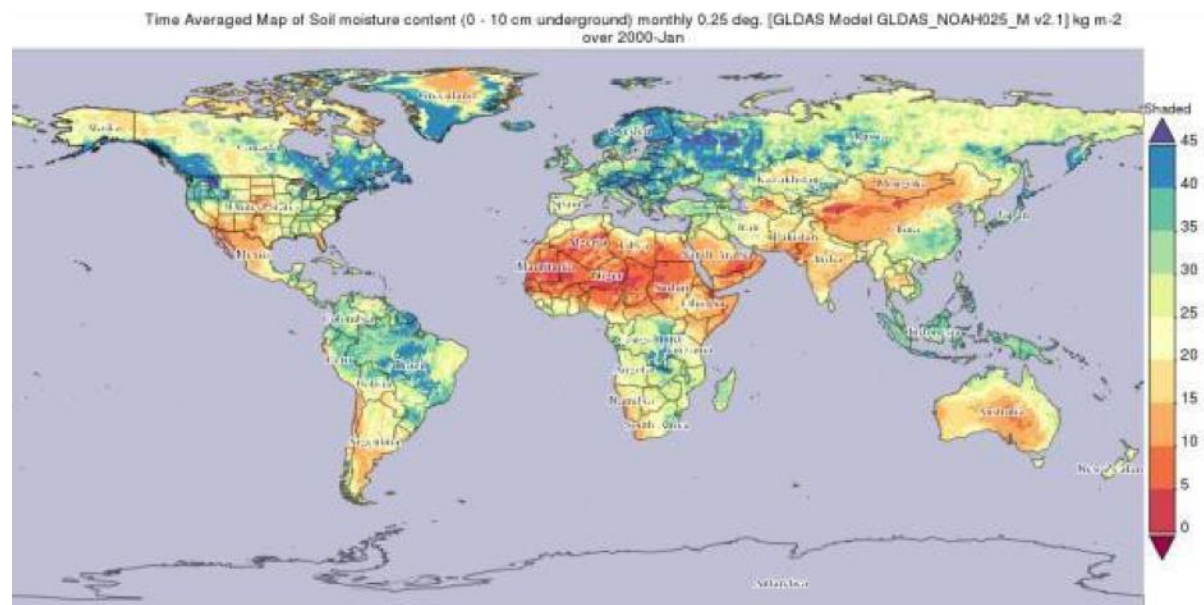 Time Averaged Map of Soil moisture content (0 - 10 cm underground) monthly 0.25 deg. [GLDAS Model GLDAS_NOAH025_M v2.1] kg m-2
over 2000-Jan
Greenland
Shaded
Alaska
Sweden
45
Canada
Russia
40
Kazakhstan
Mongolia
35
United States
Spain
Japan
Iran
China
30
Algeria
Libya
Pakistan
Mexico
Saudi Arabia
India
25
Mauritania
Niger
Sudan
Ethiopia
Colombia
Indonesia
20
Peru
Brazil
Tanzania
Angola
Bolivia
15
Namibia
Australia
South Africa
10
Argentina
5
0
Antarctica